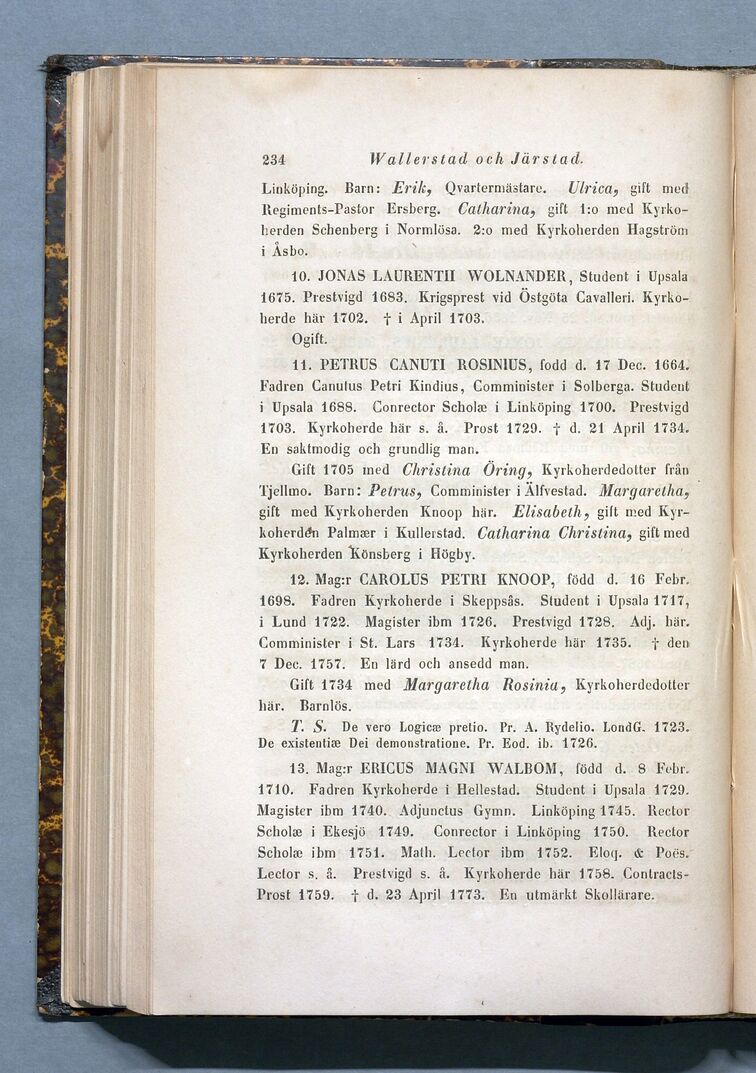 234 Wallerstad och Järstad.
Linköping. Barn: Erik, Qvartermästare. Ulrica, gift med
Regiments-Pastor Ersberg. Catharina, gift 1:o med Kyrko-
herden Schenberg i Normlösa. 2:o med Kyrkoherden Hagström
i Åsbo.
10. JONAS LAURENTII WOLNANDER, Student i Upsala
1675. Prestvigd 1683. Krigsprest vid Östgöta Cavalleri. Kyrko-
herde här 1702. † i April 1703.
Ogift.
11. PETRUS CANUTI ROSINIUS, fodd d. 17 Dec. 1664.
Fadren Canutus Petri Kindius, Comminister i Solberga. Student
i Upsala 1688. Conrector Scholæ i Linköping 1700. Prestvigd
1703. Kyrkoherde här s. å. Prost 1729. † d. 21 April 1734.
En saktmodig och grundlig man.
Gift 1705 med Christina Öring, Kyrkoherdedotter från
Tjellmo. Barn: Petrus, Comminister i Älfvestad. Margaretha,
gift med Kyrkoherden Knoop här. Elisabeth, gift med Kyr-
koherden Palmær i Kullerstad. Catharina Christina, gift med
Kyrkoherden Könsberg i Högby.
12. Mag:r CAROLUS PETRI KNOOP, född d. 16 Febr.
1698. Fadren Kyrkoherde i Skeppsås. Student i Upsala 1717,
i Lund 1722. Magister ibm 1726. Prestvigd 1728. Adj. här.
Comminister i St. Lars 1734. Kyrkoherde här 1735. † den
7 Dec. 1757. En lärd och ansedd man.
Gift 1734 med Margaretha Rosinia, Kyrkoherdedotter
här. Barnlös.
T. S. De vero Logicæ pretio. Pr. A. Rydelio. LondG. 1723.
De existentiæ Dei demonstratione. Pr. Eod. ib. 1726.
13. Mag:r ERICUS MAGNI WALBOM, född d. 8 Febr.
1710. Fadren Kyrkoherde i Hellestad. Student i Upsala 1729.
Magister ibm 1740. Adjunctus Gymn. Linköping 1745. Rector
Scholæ i Ekesjö 1749. Conrector i Linköping 1750. Rector
Scholæ ibm 1751. Math. Lector ibm 1752. Eloq. & Poës.
Lector s. å. Prestvigd s. å. Kyrkoherde här 1758. Contracts-
Prost 1759. † d. 23 April 1773. En utmärkt Skollärare.